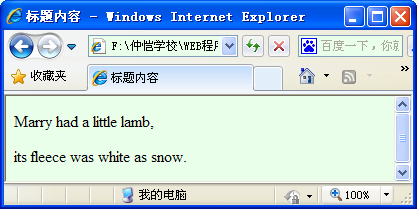 标题内容 - Windows Internet Explorer
F:\仲恺学校\WEB程序
百度一下，你就
收藏夹
标题内容
»
Marry had a little lamb,
its fleece was white as snow.
我的电脑
100%